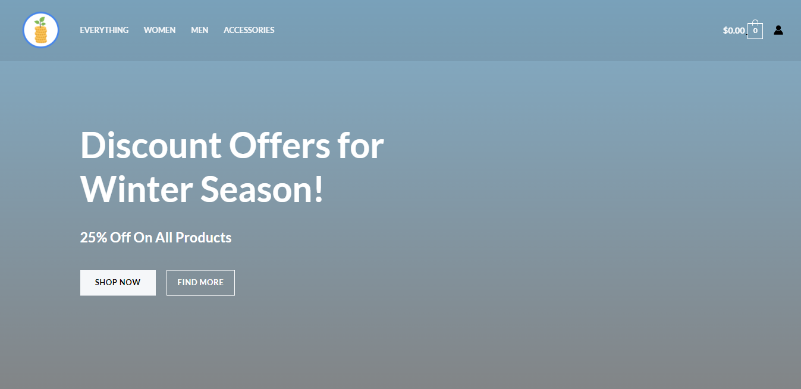 EVERYTHING WOMEN MEN ACCESSORIES $0.00 0
Discount Offers for
Winter Season!
25% Off On All Products
SHOP NOW FIND MORE